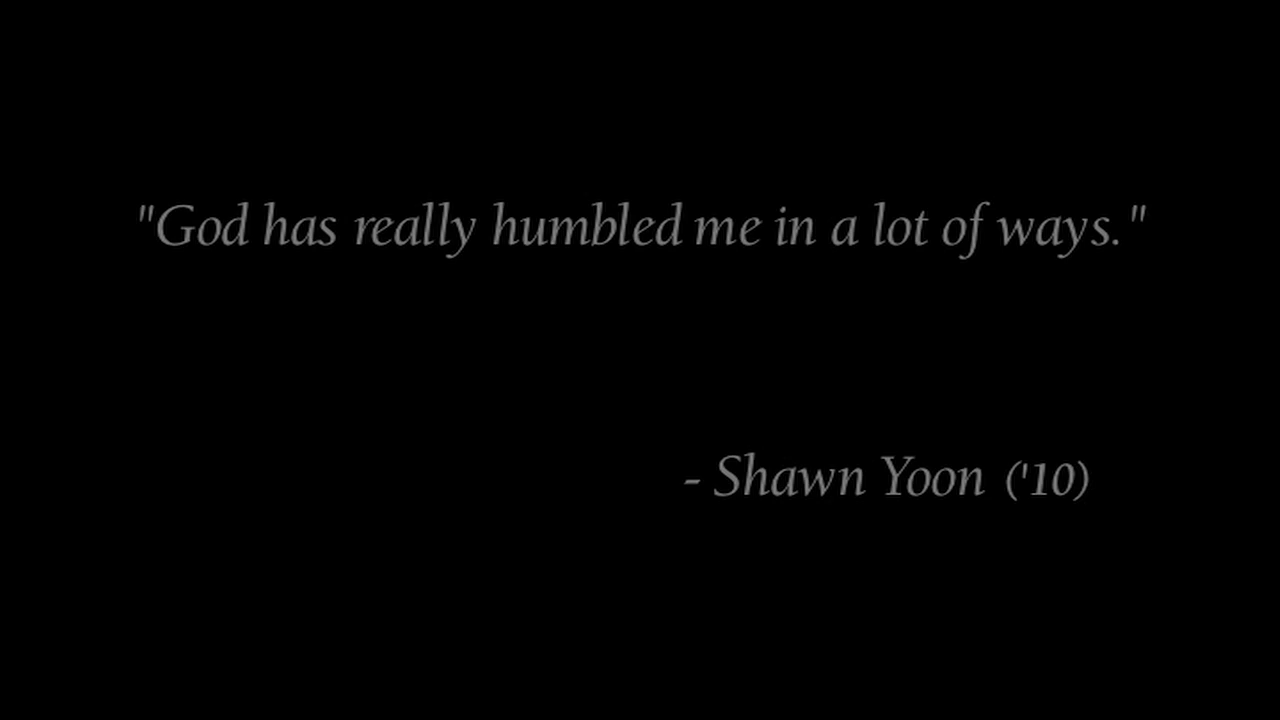 "God has really humbled me in a lot of ways."
- Shawn Yoon ('10)